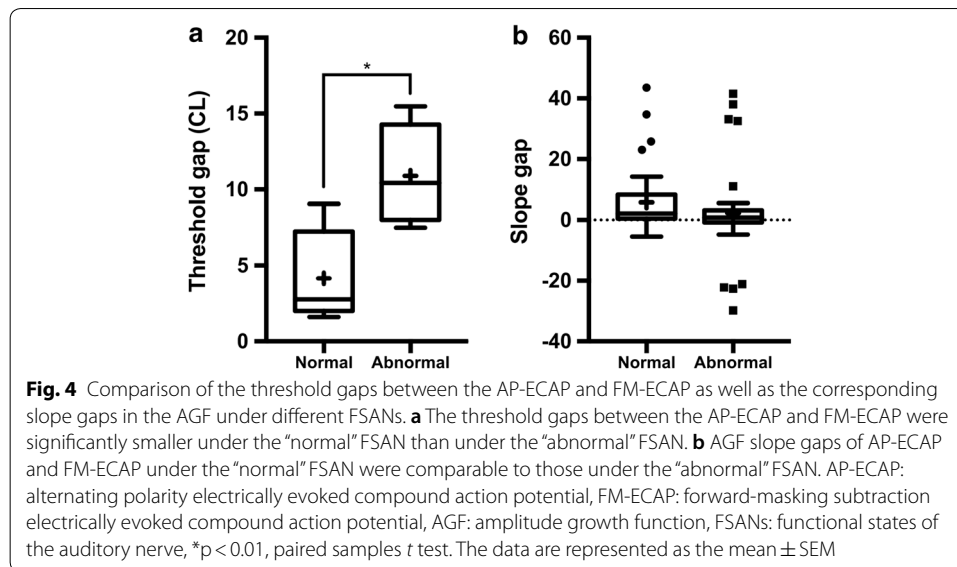 a
20
15
10
5
0
Threshold gap (CL)
*
Normal Abnormal
b
60
40
20
0
-20
-40
Slope gap
Normal Abnormal
Fig. 4 Comparison of the threshold gaps between the AP-ECAP and FM-ECAP as well as the corresponding
slope gaps in the AGF under different FSANs. a The threshold gaps between the AP-ECAP and FM-ECAP were
significantly smaller under the “normal” FSAN than under the “abnormal” FSAN. b AGF slope gaps of AP-ECAP
and FM-ECAP under the “normal” FSAN were comparable to those under the “abnormal” FSAN. AP-ECAP:
alternating polarity electrically evoked compound action potential, FM-ECAP: forward-masking subtraction
electrically evoked compound action potential, AGF: amplitude growth function, FSANs: functional states of
the auditory nerve, *p < 0.01, paired samples t test. The data are represented as the mean ± SEM